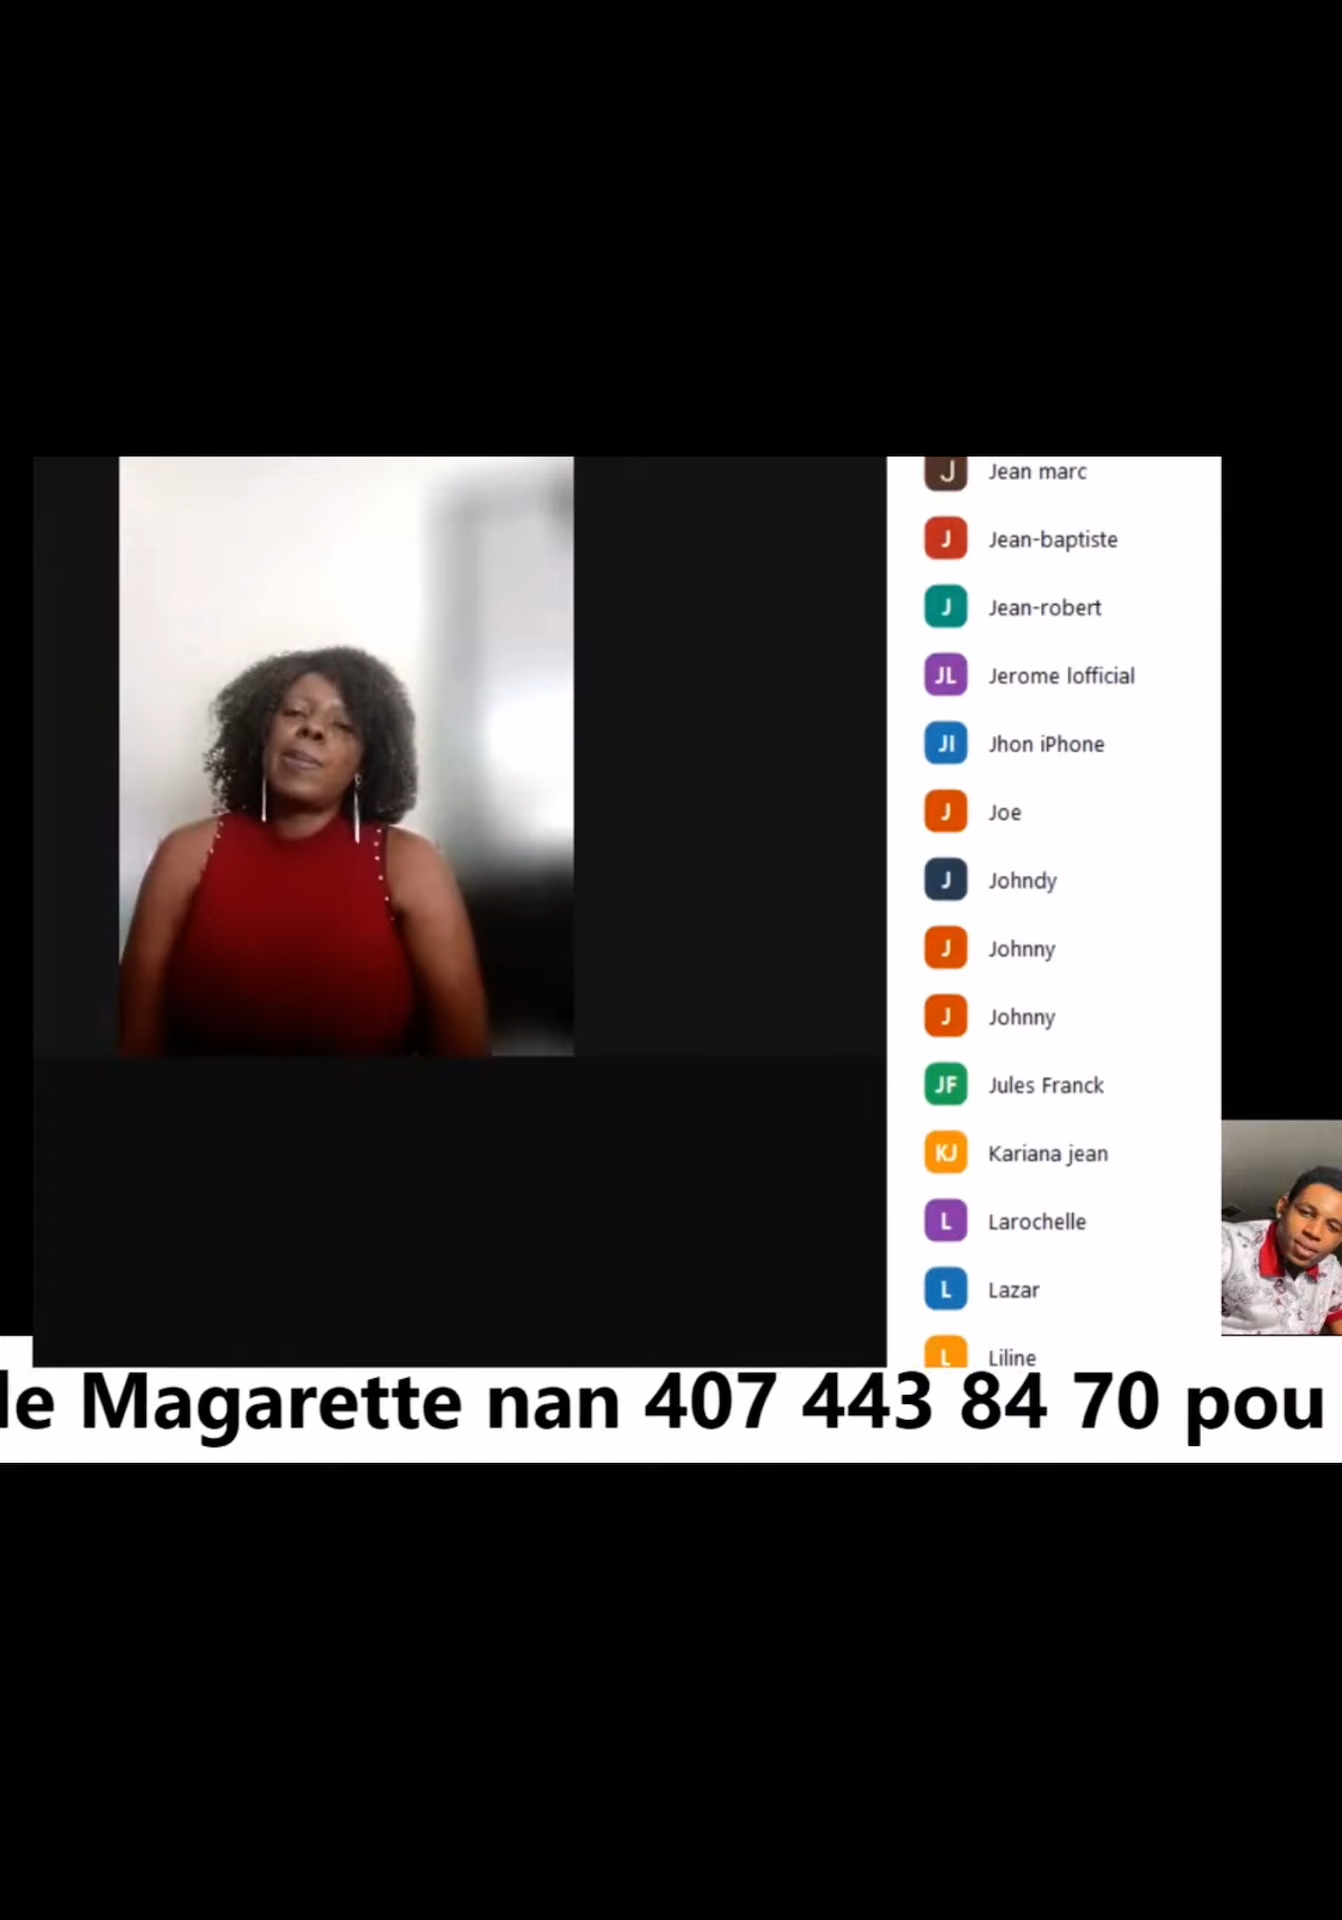 J Jean marc
J Jean-baptiste
J Jean-robert
JL Jerome lofficial
JI Jhon iPhone
J Joe
J Johndy
J Johnny
J Johnny
JF Jules Franck
KJ Kariana jean
L Larochelle
L Lazar
L Liline
le Magarette nan 407 443 84 70 pou